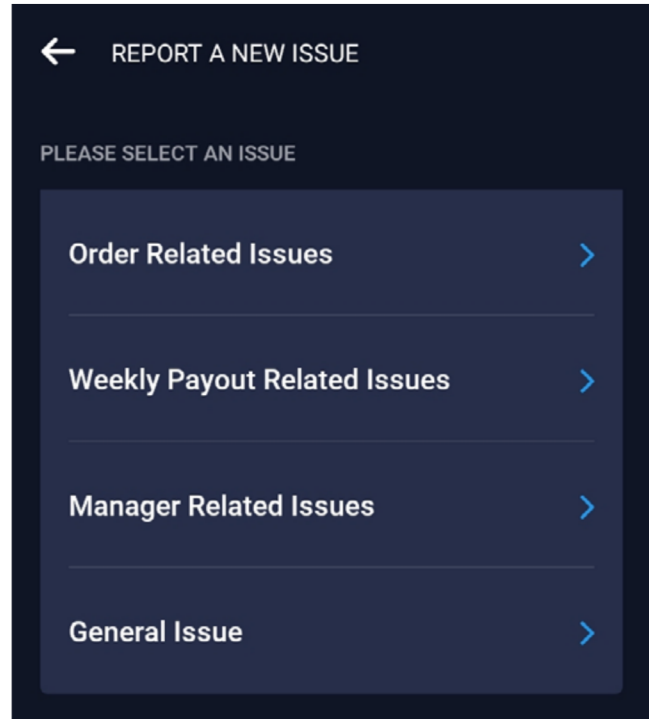 REPORT A NEW ISSUE
PLEASE SELECT AN ISSUE
Order Related Issues
Weekly Payout Related Issues
Manager Related Issues
General Issue